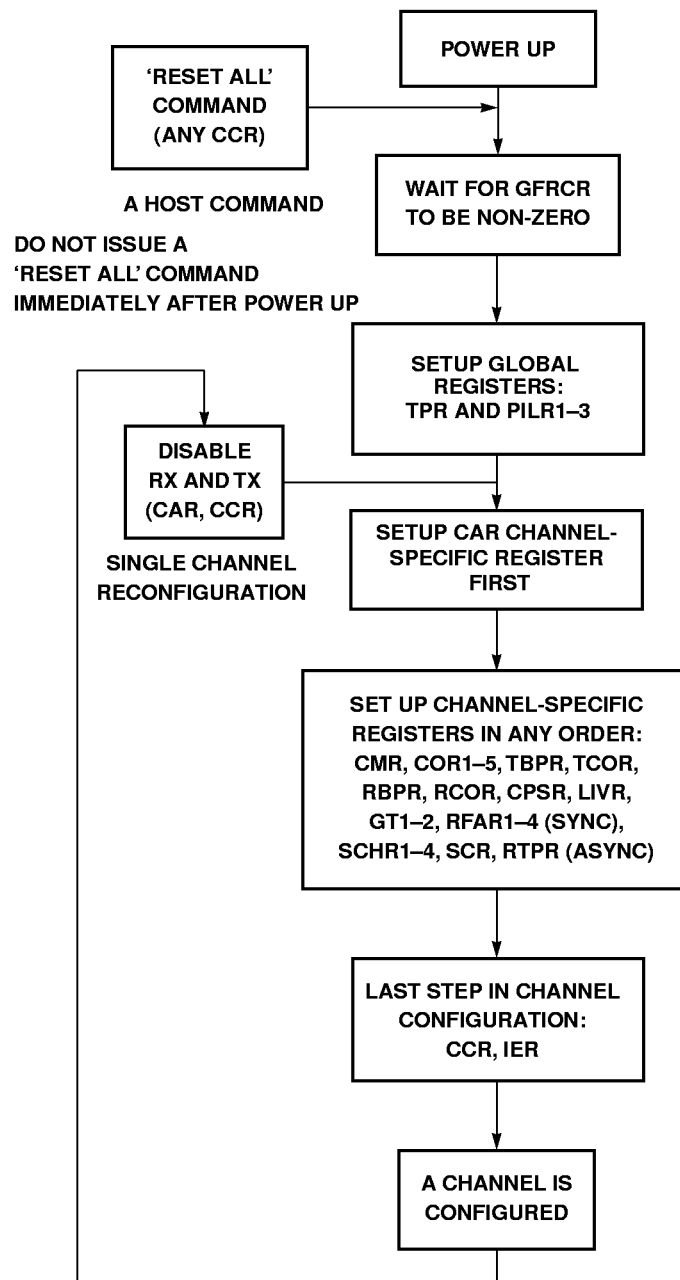 POWER UP
‘RESET ALL’
COMMAND
(ANY CCR)
A HOST COMMAND
WAIT FOR GFRCR
TO BE NON-ZERO
DO NOT ISSUE A
‘RESET ALL’ COMMAND
IMMEDIATELY AFTER POWER UP
SETUP GLOBAL
REGISTERS:
TPR AND PILR1–3
DISABLE
RX AND TX
(CAR, CCR)
SINGLE CHANNEL
RECONFIGURATION
SETUP CAR CHANNEL-
SPECIFIC REGISTER
FIRST
SET UP CHANNEL-SPECIFIC
REGISTERS IN ANY ORDER:
CMR, COR1–5, TBPR, TCOR,
RBPR, RCOR, CPSR, LIVR,
GT1–2, RFAR1–4 (SYNC),
SCHR1–4, SCR, RTPR (ASYNC)
LAST STEP IN CHANNEL
CONFIGURATION:
CCR, IER
A CHANNEL IS
CONFIGURED